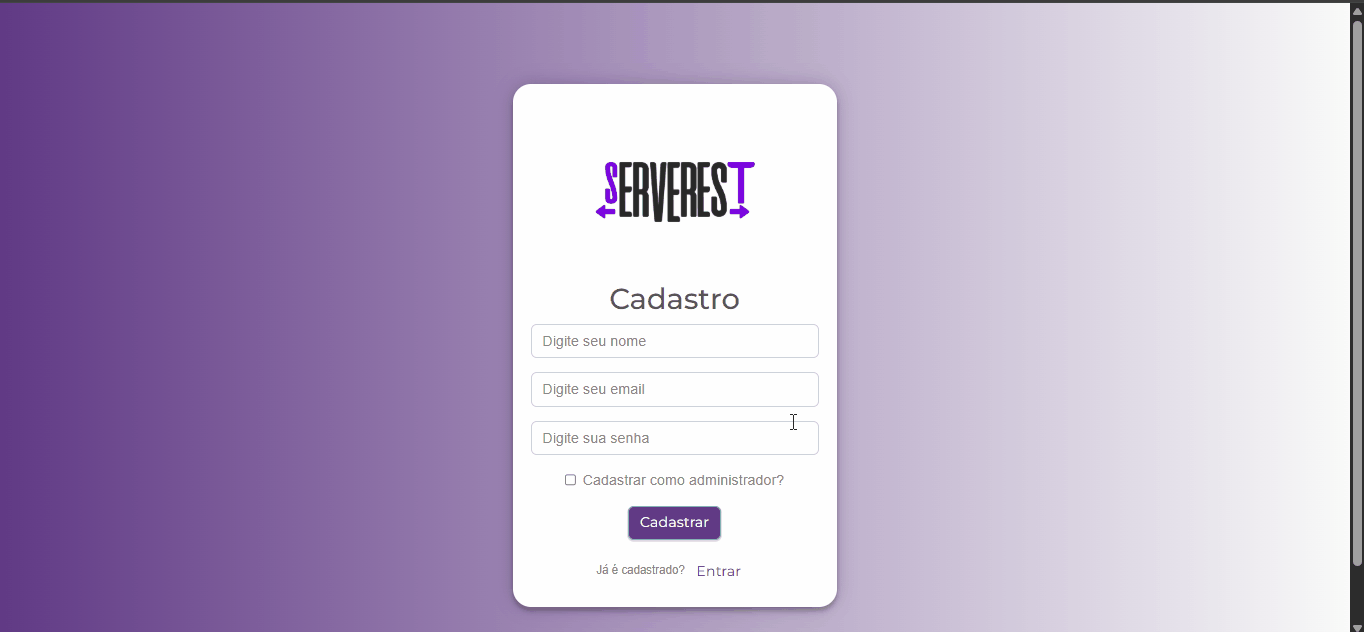 SERVEREST
Cadastro
Digite seu nome
Digite seu email
Digite sua senha
Cadastrar como administrador?
Cadastrar
Já é cadastrado? Entrar